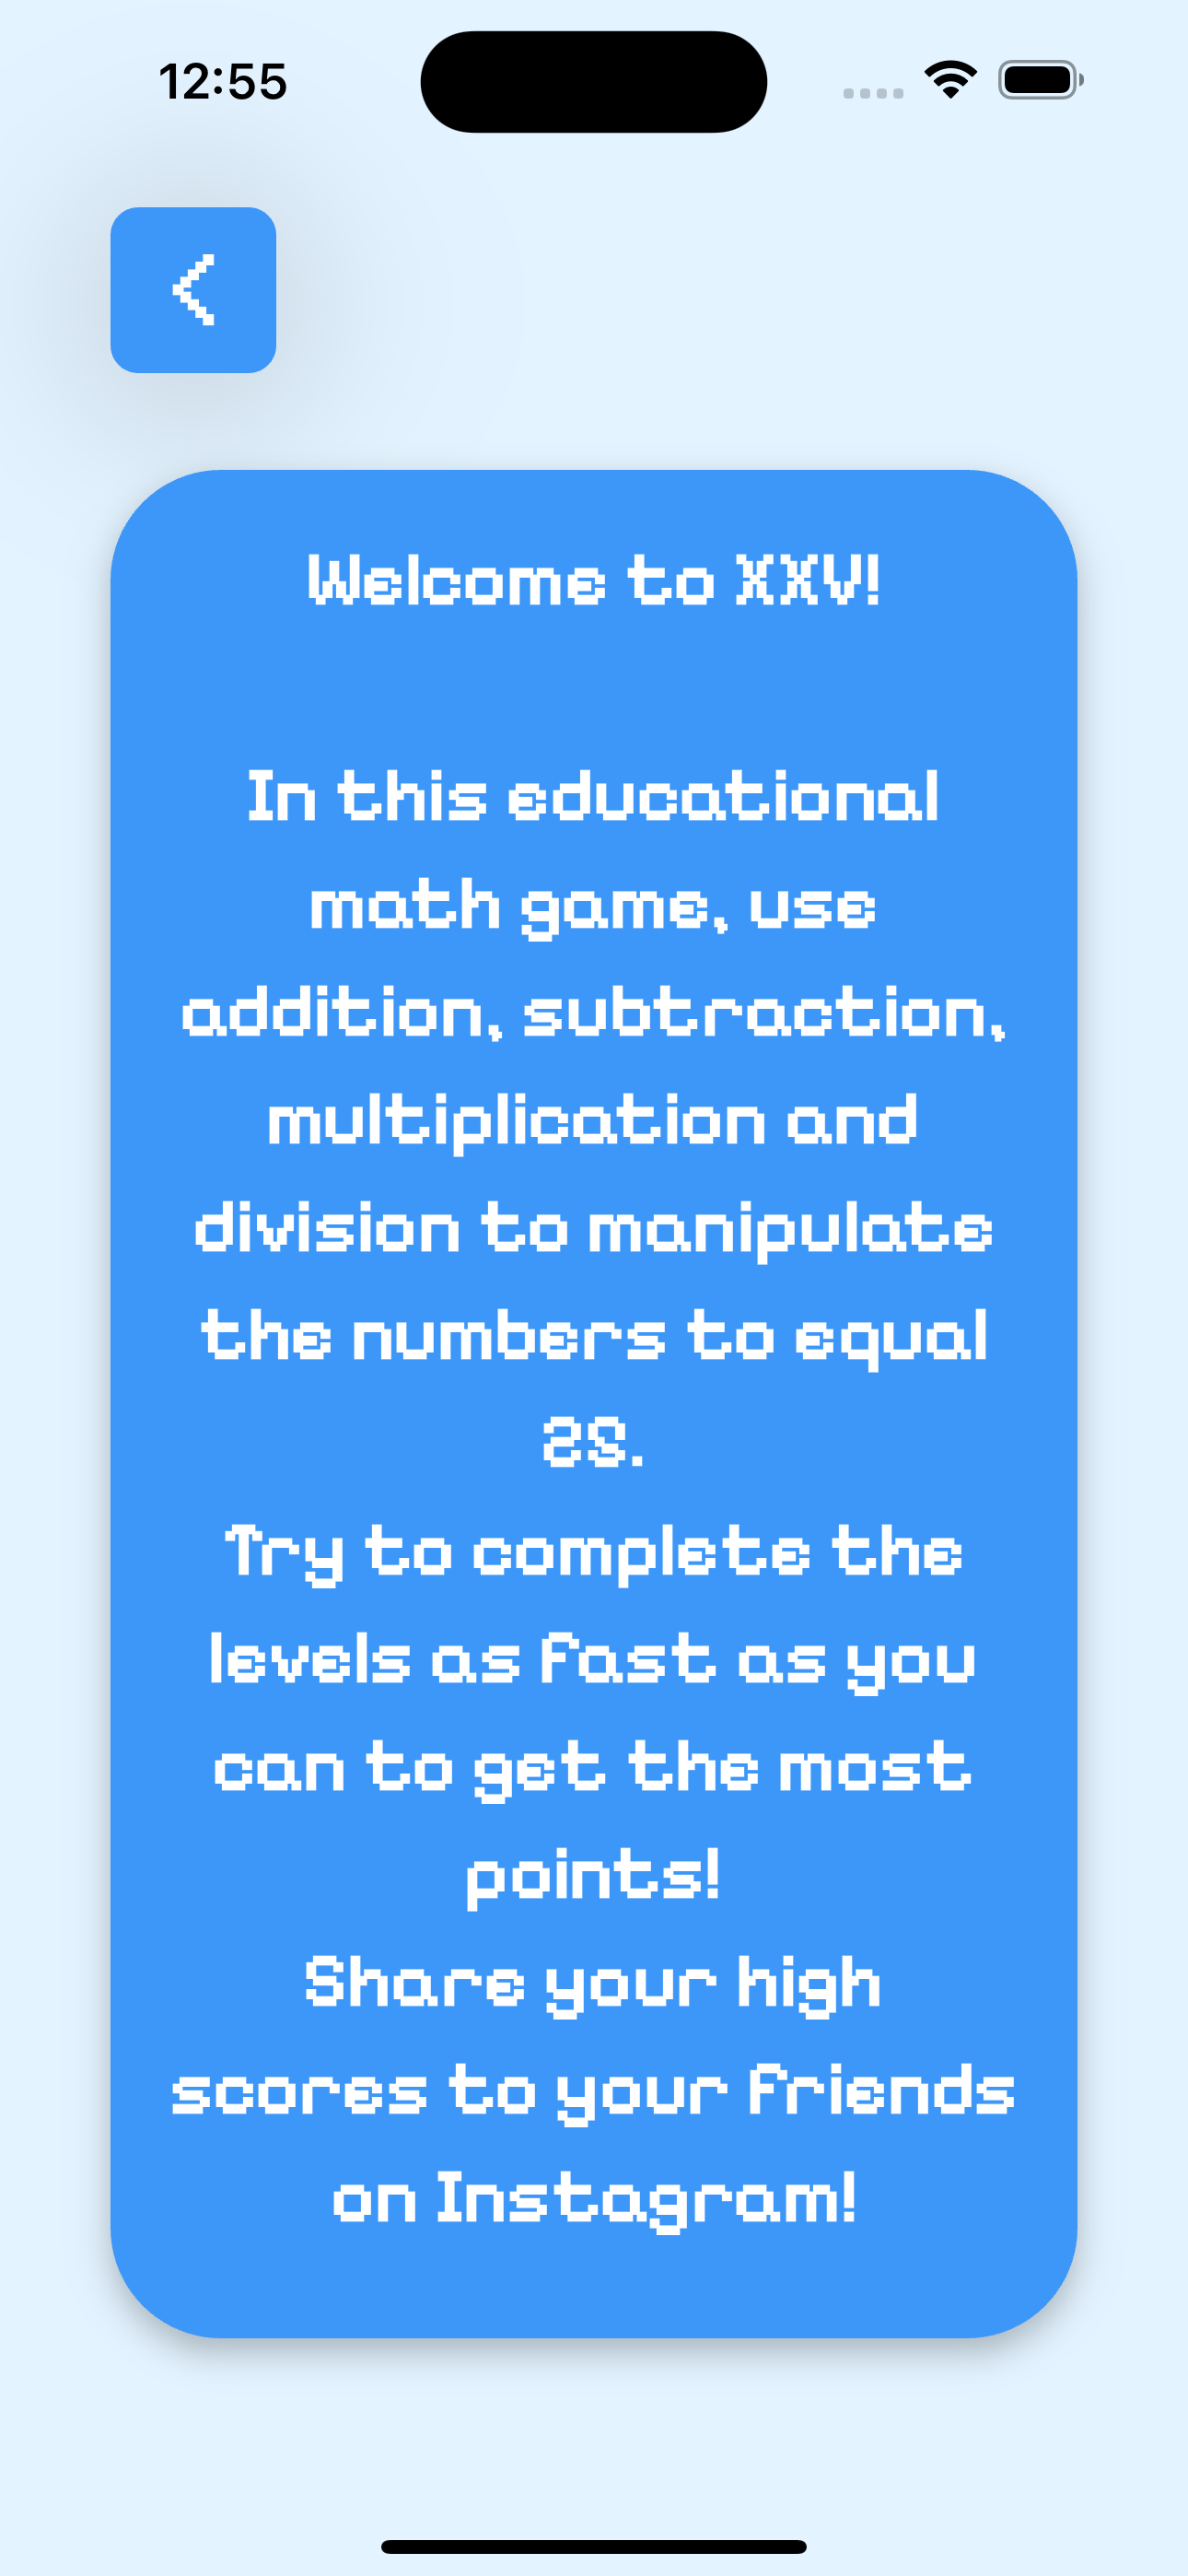 12:55
Welcome to XXV!
In this educational
math game, use
addition, subtraction,
multiplication and
division to manipulate
the numbers to equal
25.
Try to complete the
levels as fast as you
can to get the most
points!
Share your high
scores to your friends
on Instagram!